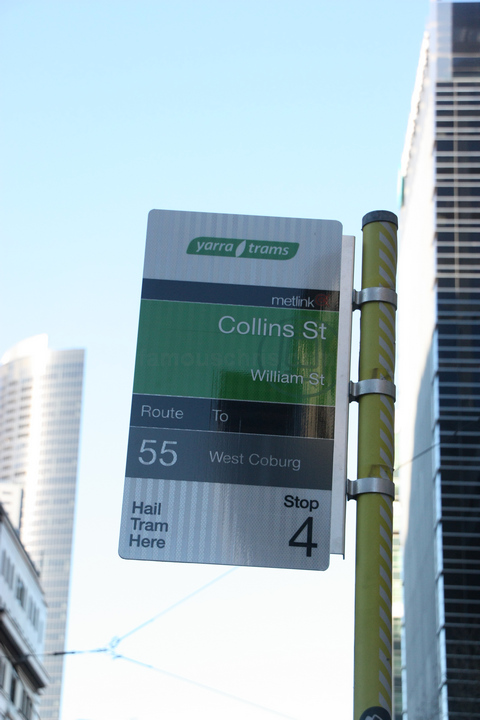 yarra trams
metlink
Collins St
William St
Route To
55 West Coburg
Hail
Tram
Here
Stop
4